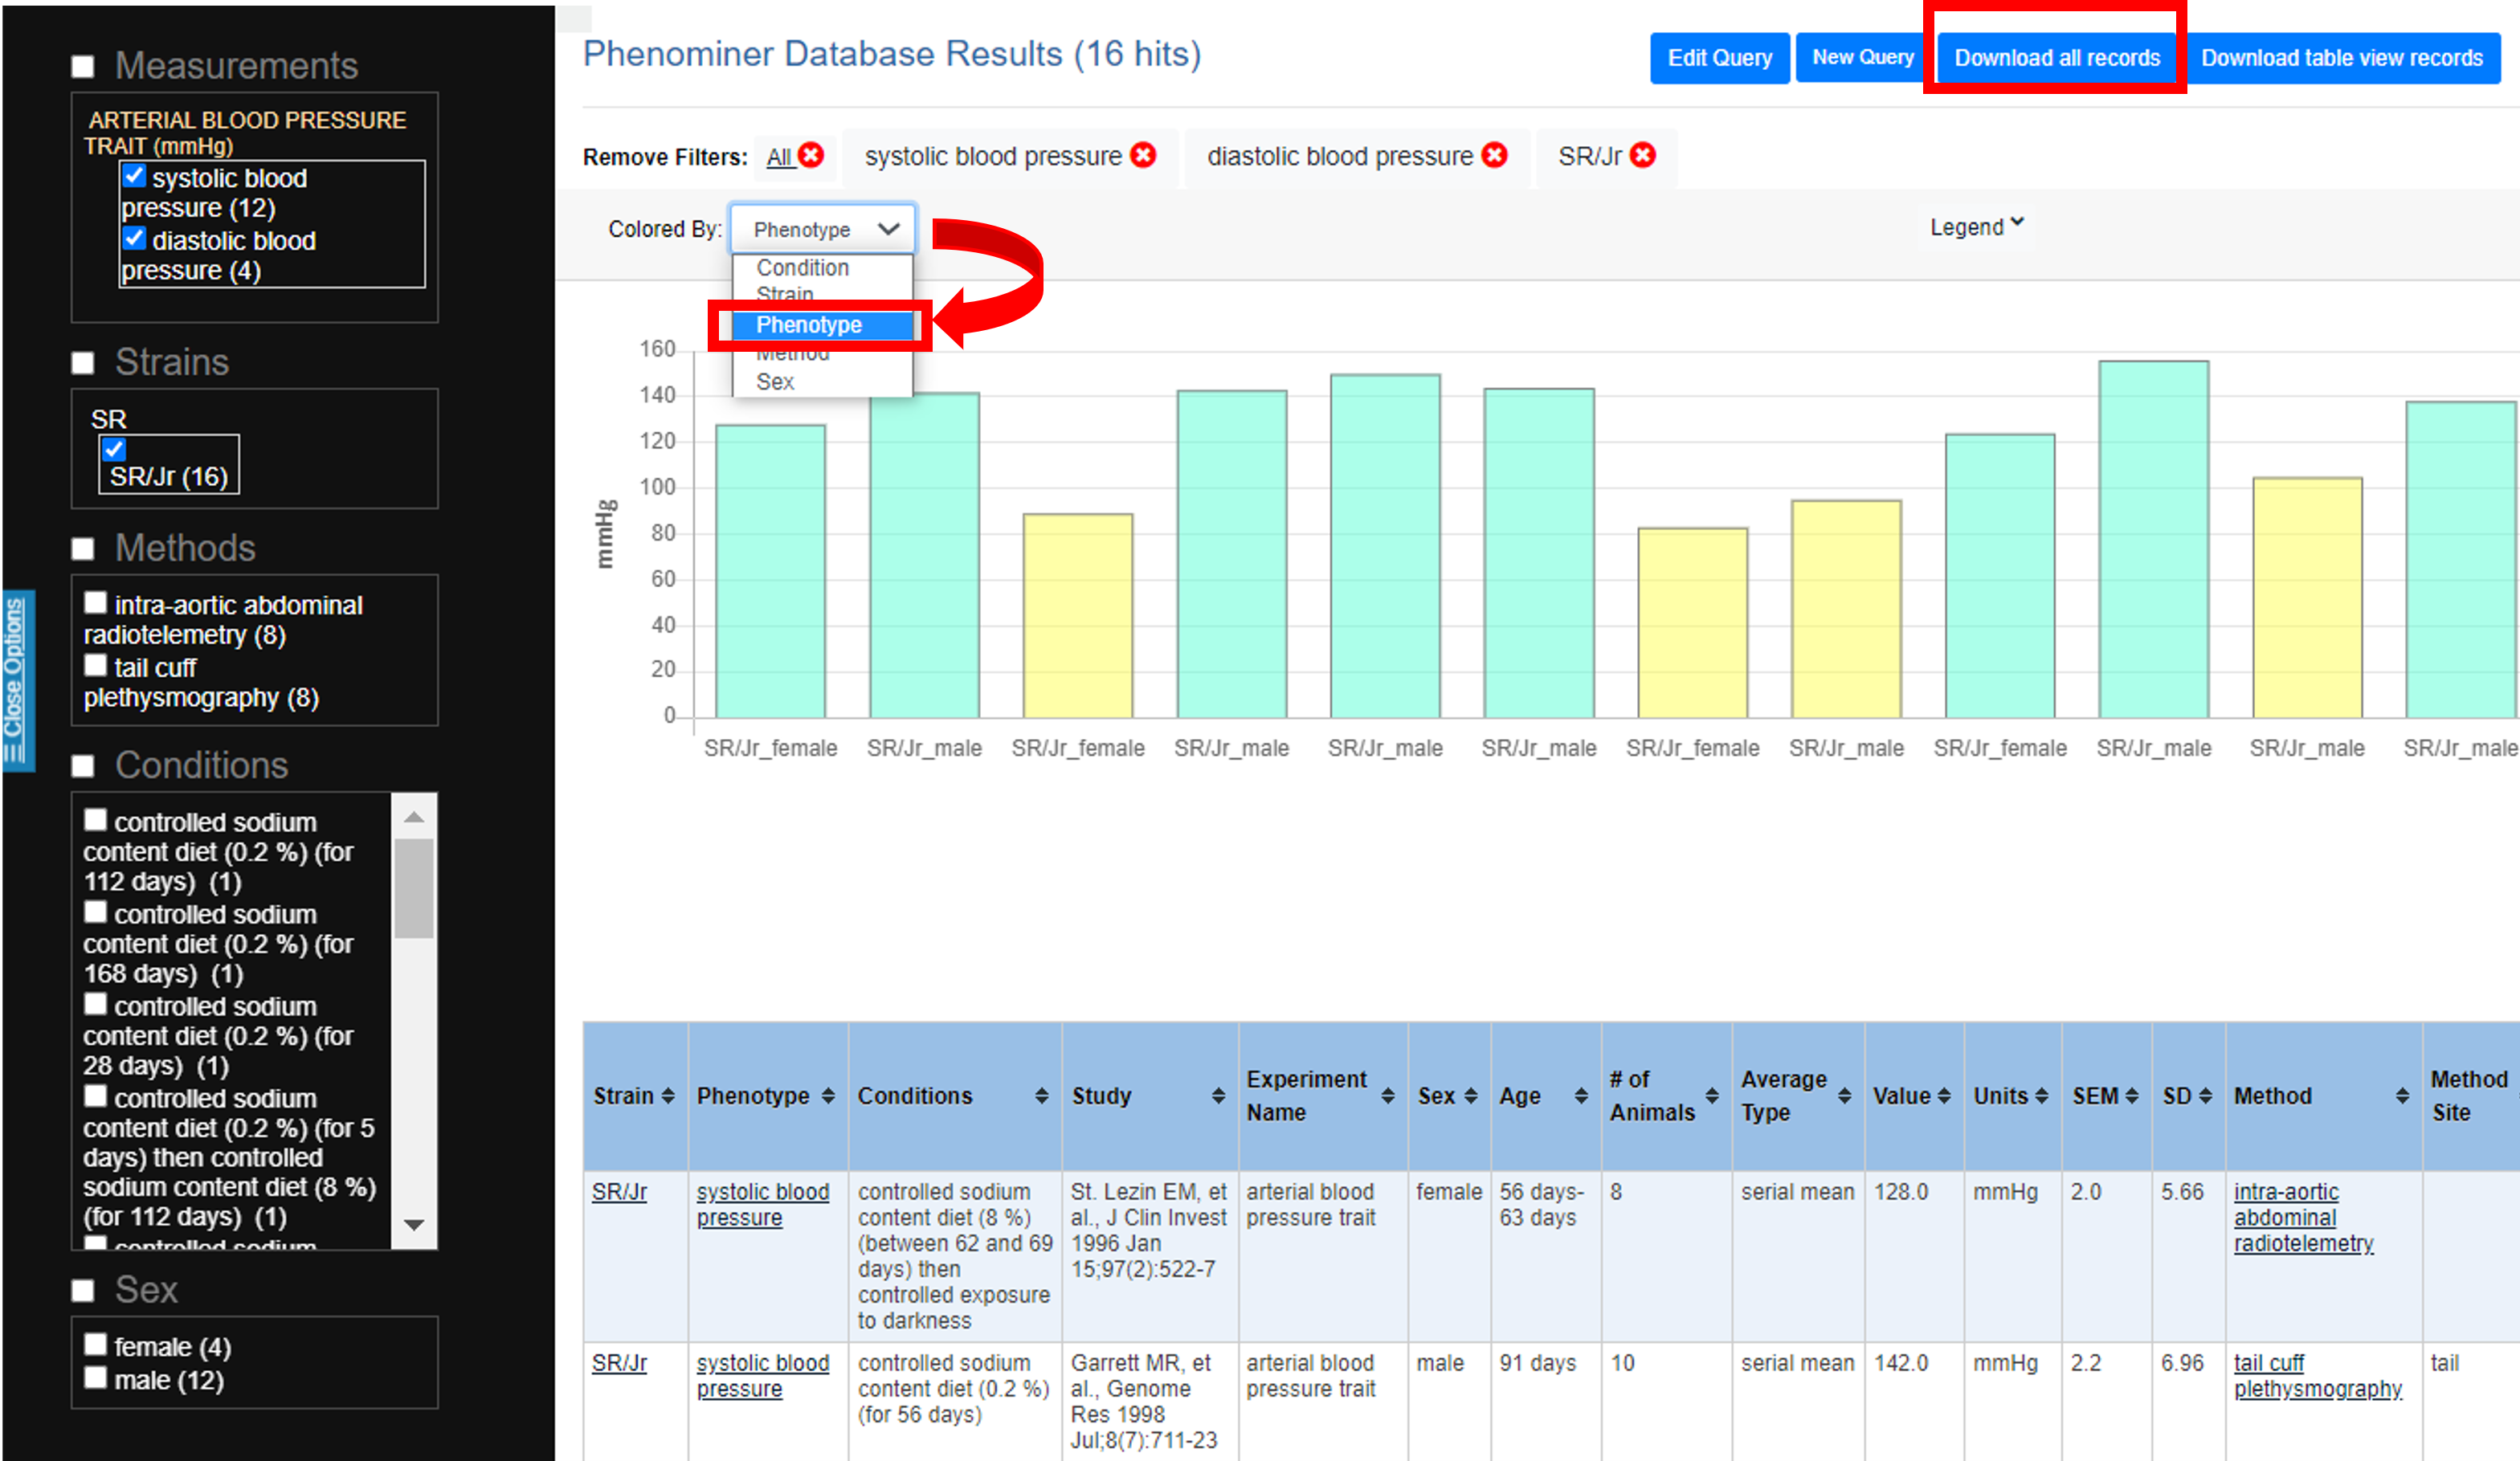 Measurements
ARTERIAL BLOOD PRESSURE
TRAIT (mmHg)
systolic blood
pressure (12)
diastolic blood
pressure (4)
Strains
SR
SR/Jr (16)
Methods
intra-aortic abdominal
radiotelemetry (8)
tail cuff
plethysmography (8)
☰ Close Options
Conditions
controlled sodium
content diet (0.2 %) (for
112 days) (1)
controlled sodium
content diet (0.2 %) (for
168 days) (1)
controlled sodium
content diet (0.2 %) (for
28 days) (1)
controlled sodium
content diet (0.2 %) (for 5
days) then controlled
sodium content diet (8 %)
(for 112 days) (1)
controlled sodium
Sex
female (4)
male (12)
Phenominer Database Results (16 hits)
Edit Query
New Query
Download all records
Download table view records
Remove Filters: All systolic blood pressure diastolic blood pressure SR/Jr
Colored By: Phenotype
Legend
Condition
Strain
Phenotype
Method
Sex
mmHg
160
140
120
100
80
60
40
20
0
SR/Jr_female SR/Jr_male SR/Jr_female SR/Jr_male SR/Jr_male SR/Jr_male SR/Jr_female SR/Jr_male SR/Jr_female SR/Jr_male SR/Jr_male SR/Jr_male
Strain Phenotype Conditions Study Experiment Name Sex Age # of Animals Average Type Value Units SEM SD Method Method Site
SR/Jr
systolic blood
pressure
controlled sodium
content diet (8 %)
(between 62 and 69
days) then
controlled exposure
to darkness
St. Lezin EM, et
al., J Clin Invest
1996 Jan
15;97(2):522-7
arterial blood
pressure trait
female
56 days-
63 days
8
serial mean
128.0
mmHg
2.0
5.66
intra-aortic
abdominal
radiotelemetry
SR/Jr
systolic blood
pressure
controlled sodium
content diet (0.2 %)
(for 56 days)
Garrett MR, et
al., Genome
Res 1998
Jul;8(7):711-23
arterial blood
pressure trait
male
91 days
10
serial mean
142.0
mmHg
2.2
6.96
tail cuff
plethysmography
tail